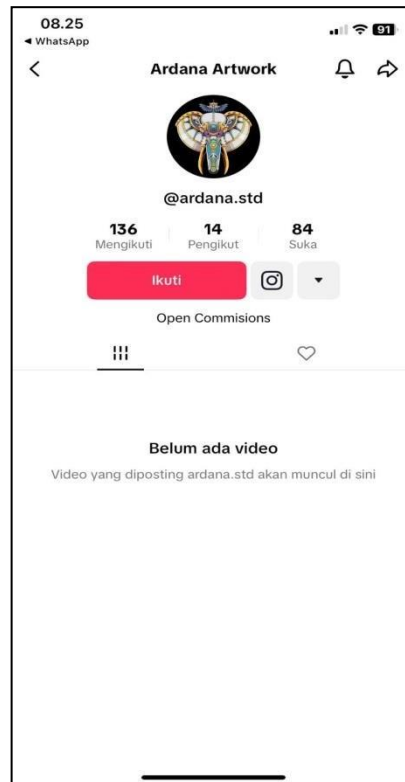 08.25
91
◀ WhatsApp
Ardana Artwork
@ardana.std
136 14 84
Mengikuti Pengikut Suka
Ikuti
Open Commisions
Belum ada video
Video yang diposting ardana.std akan muncul di sini